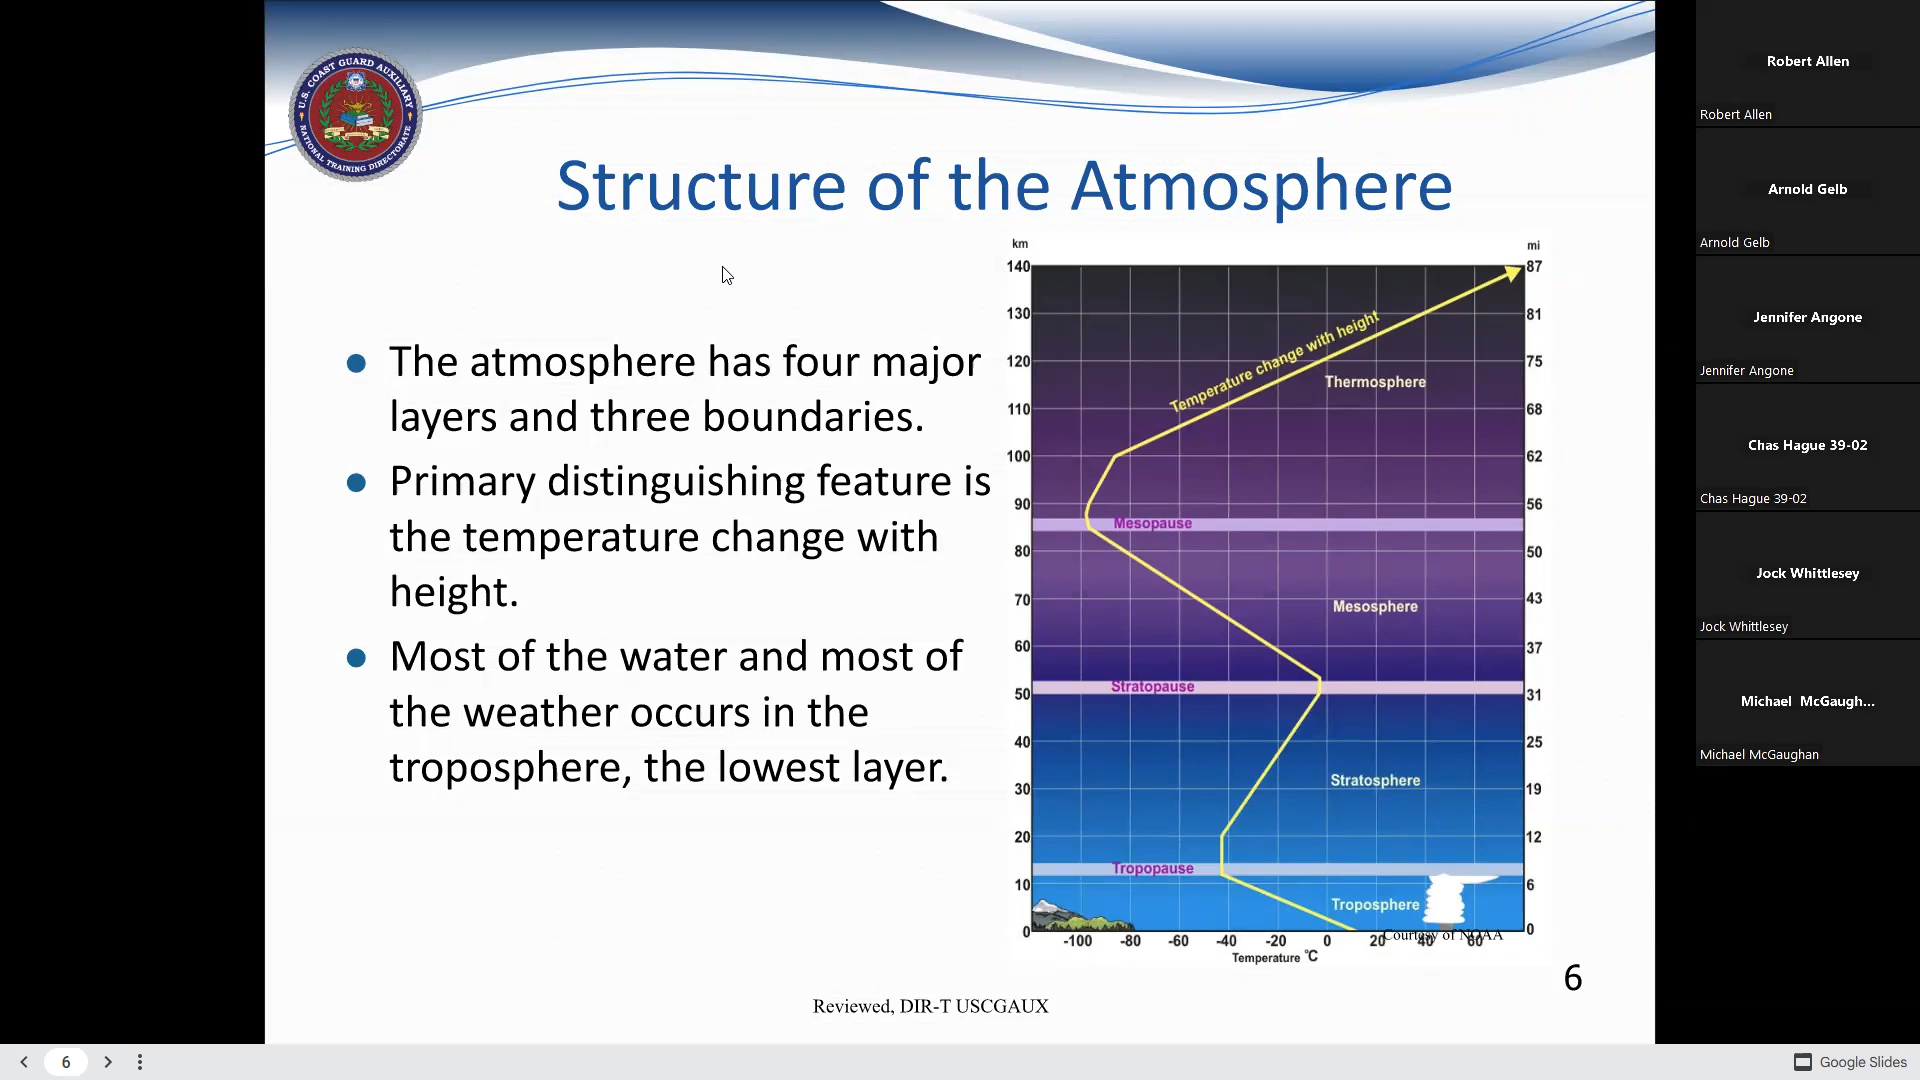 U.S. COAST GUARD AUXILIARY
NATIONAL TRAINING DIRECTORATE
Structure of the Atmosphere
The atmosphere has four major
layers and three boundaries.
Primary distinguishing feature is
the temperature change with
height.
Most of the water and most of
the weather occurs in the
troposphere, the lowest layer.
km
mi
140
87
130
81
Temperature change with height
120
75
Thermosphere
110
68
100
62
90
56
Mesopause
80
50
70
43
Mesosphere
60
37
Stratopause
50
31
40
25
Stratosphere
30
19
20
12
Tropopause
10
6
Troposphere
0
0
-100 -80 -60 -40 -20 0 20 40 60
Courtesy of NOAA
Temperature °C
6
Reviewed, DIR-T USCGAUX
Robert Allen
Robert Allen
Arnold Gelb
Arnold Gelb
Jennifer Angone
Jennifer Angone
Chas Hague 39-02
Chas Hague 39-02
Jock Whittlesey
Jock Whittlesey
Michael McGaugh...
Michael McGaughan
6
Google Slides